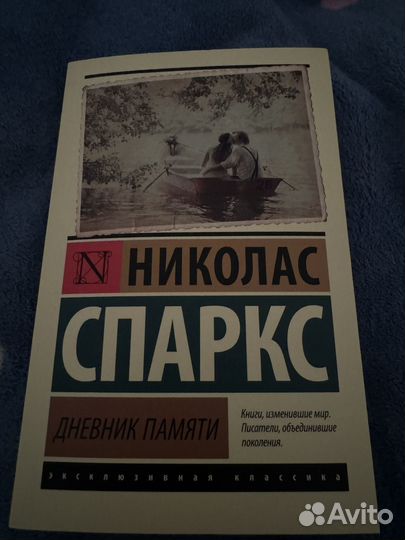 N НИКОЛАС
СПАРКС
ДНЕВНИК ПАМЯТИ
Книги, изменившие мир.
Писатели, объединившие
поколения.
эксклюзивная классика
Avito